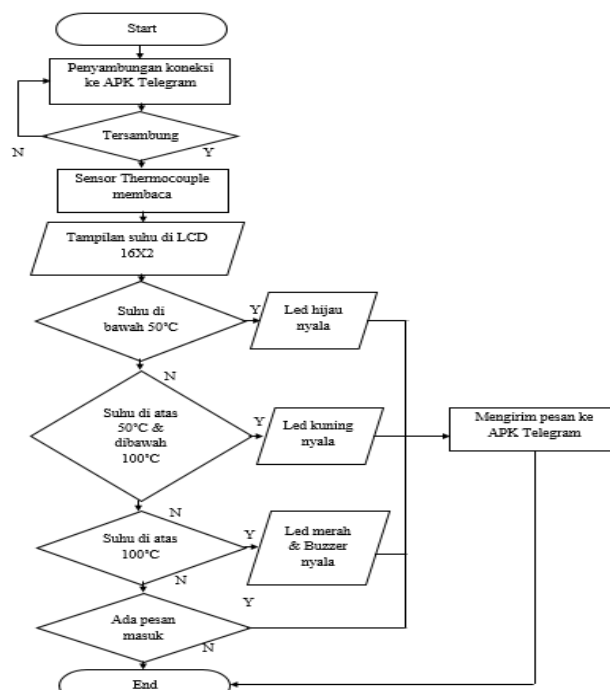 Start
Penyambungan koneksi
ke APK Telegram
Tersambung
N
Y
Sensor Thermocouple
membaca
Tampilan suhu di LCD
16X2
Suhu di
bawah 50°C
Y
Led hijau
nyala
N
Suhu di atas
50°C &
dibawah
100°C
Y
Led kuning
nyala
Mengirim pesan ke
APK Telegram
N
Suhu di atas
100°C
Y
Led merah
& Buzzer
nyala
N
Y
Ada pesan
masuk
N
End